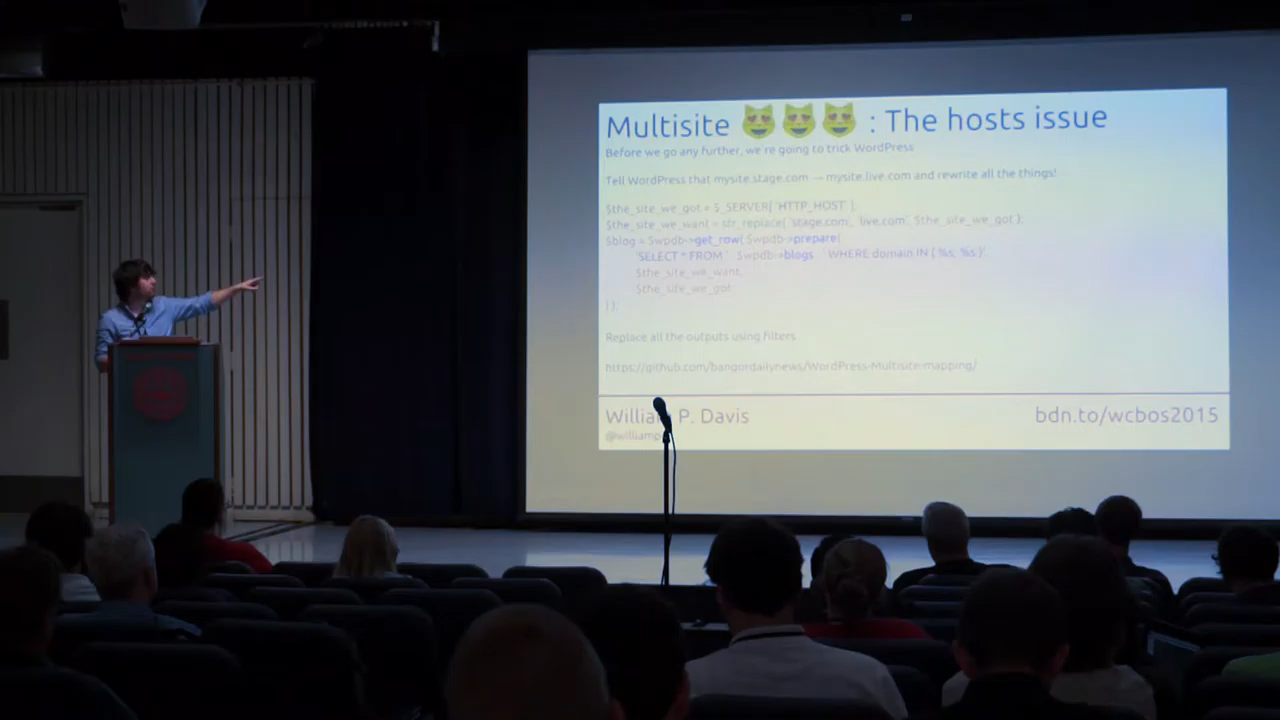 Multisite 😻😻😻 : The hosts issue
Before we go any further, we're going to trick WordPress
Tell WordPress that mysite.stage.com — mysite.live.com and rewrite all the things!
$the_site_we_got = $_SERVER[ 'HTTP_HOST' ];
$the_site_we_want = str_replace( 'stage.com', 'live.com', $the_site_we_got );
$blog = $wpdb->get_row( $wpdb->prepare(
'SELECT * FROM ' . $wpdb->blogs . ' WHERE domain IN ( %s, %s )',
$the_site_we_want,
$the_site_we_got
) );
Replace all the outputs using filters
https://github.com/bangordailynews/WordPress-Multisite-mapping/
William P. Davis
bdn.to/wcbos2015